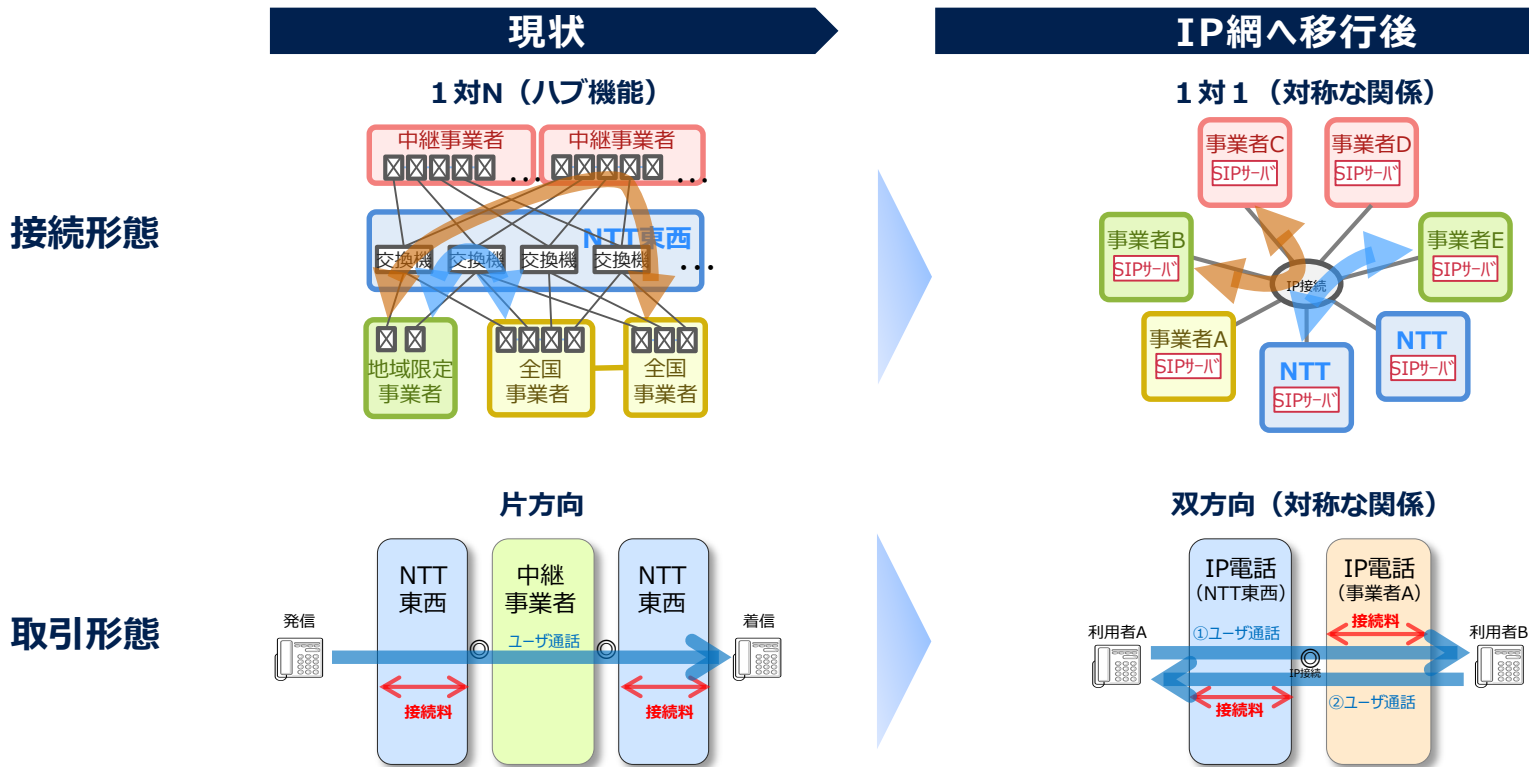 現状
IP網へ移行後
接続形態
1対N（ハブ機能）
中継事業者
中継事業者
・・・
・・・
NTT東西
交換機
交換機
交換機
交換機
・・・
地域限定
事業者
全国
事業者
全国
事業者
1対1（対称な関係）
事業者C
SIPサーバ
事業者D
SIPサーバ
事業者B
SIPサーバ
事業者E
SIPサーバ
IP接続
事業者A
SIPサーバ
NTT
SIPサーバ
NTT
SIPサーバ
取引形態
片方向
NTT
東西
中継
事業者
NTT
東西
発信
ユーザ通話
着信
接続料
接続料
双方向（対称な関係）
IP電話
（NTT東西）
IP電話
（事業者A）
利用者A
①ユーザ通話
接続料
利用者B
IP接続
接続料
②ユーザ通話